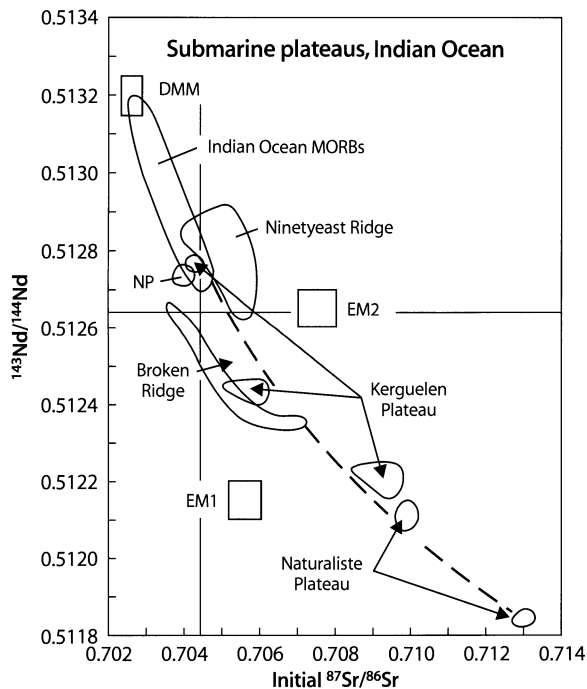 Submarine plateaus, Indian Ocean
0.5134
0.5132
0.5130
0.5128
0.5126
0.5124
0.5122
0.5120
0.5118
143Nd/144Nd
DMM
Indian Ocean MORBs
Ninetyeast Ridge
NP
EM2
Broken
Ridge
Kerguelen
Plateau
EM1
Naturaliste
Plateau
0.702 0.704 0.706 0.708 0.710 0.712 0.714
Initial 87Sr/86Sr